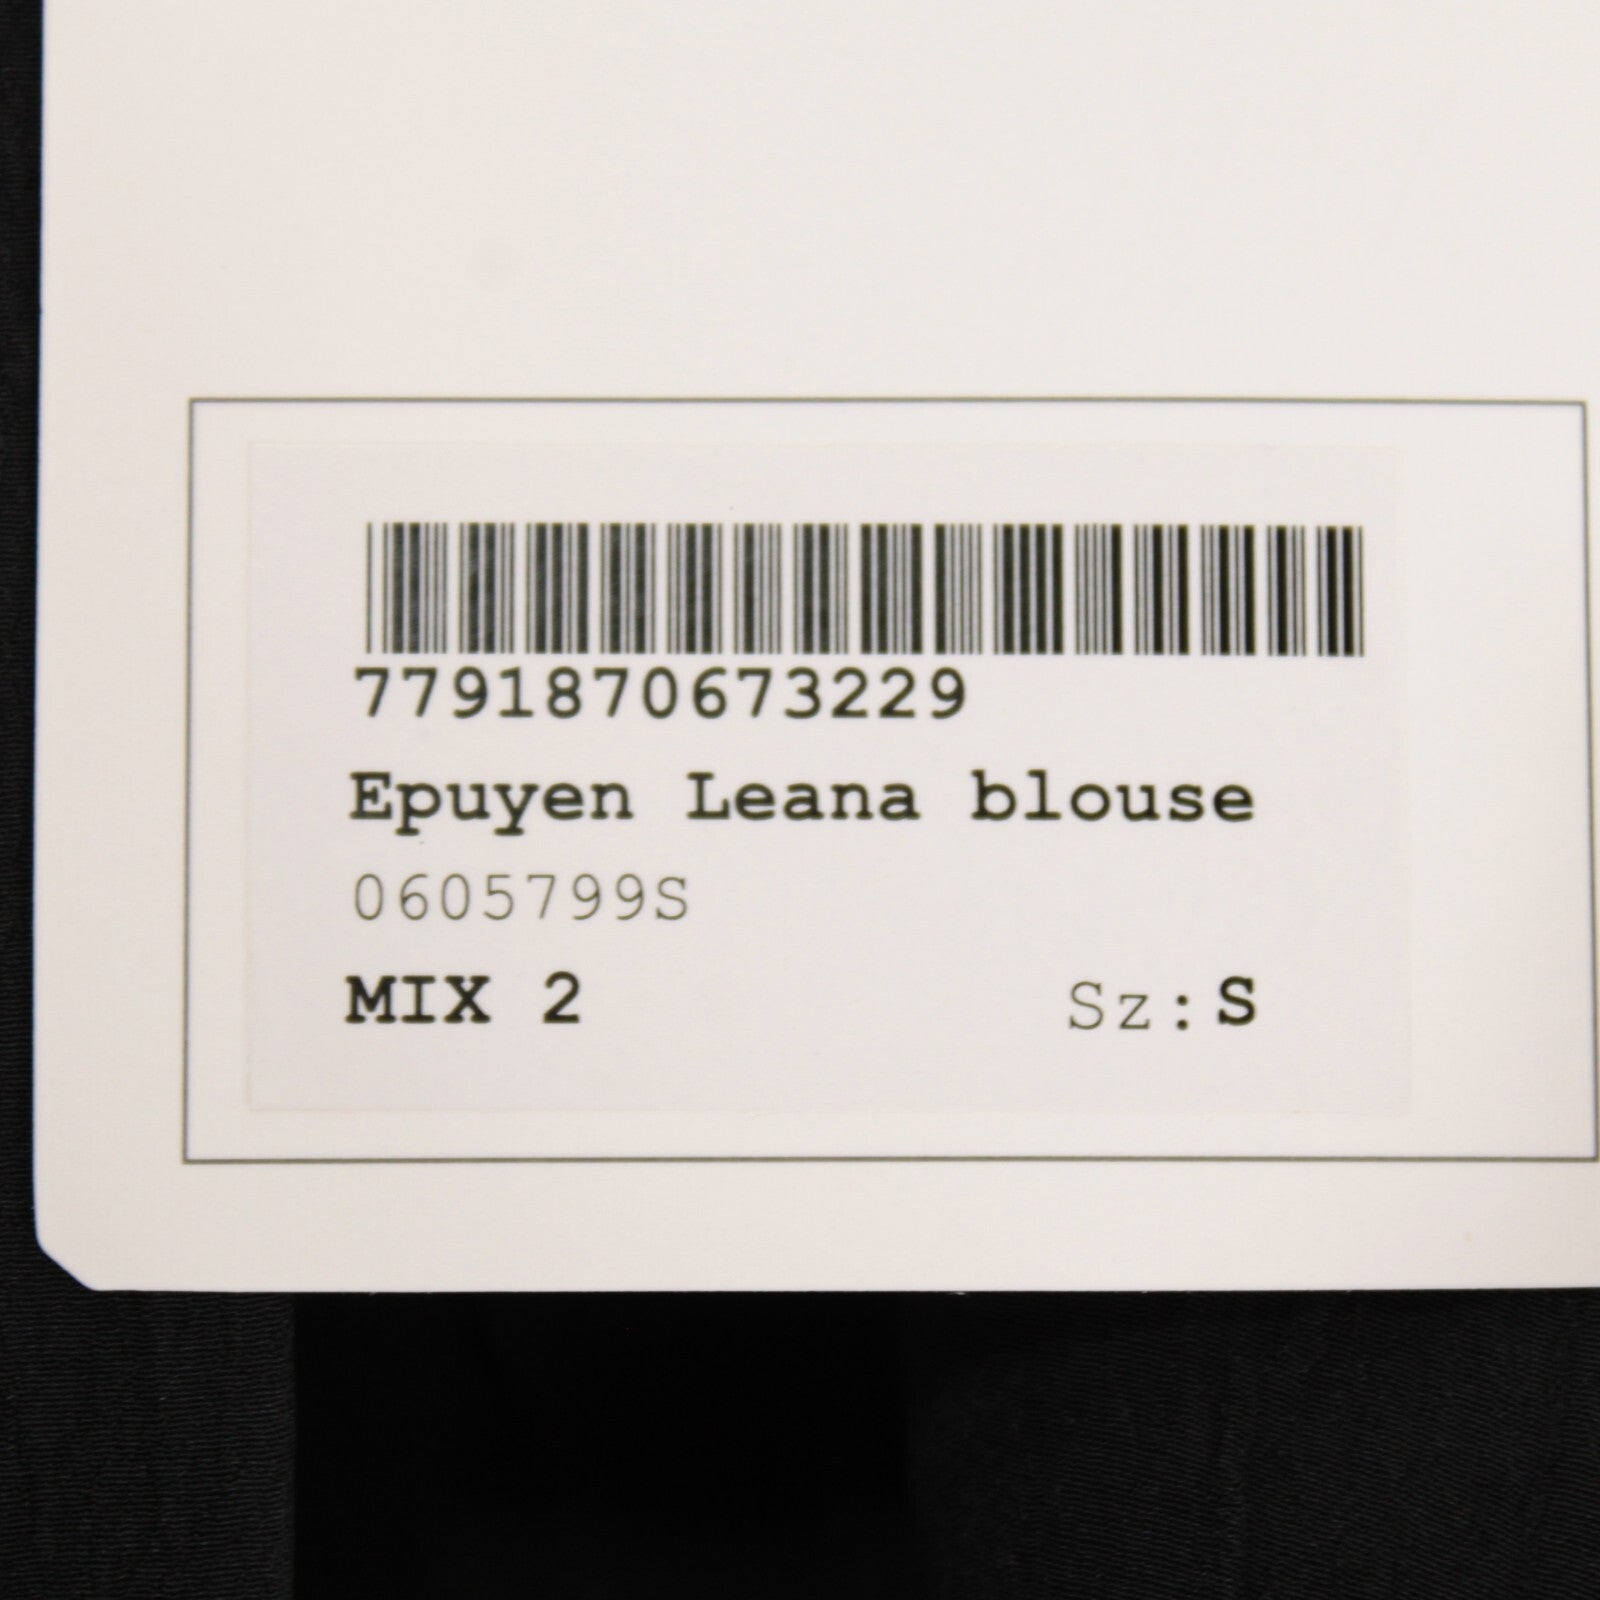 7791870673229
Epuyen Leana blouse
0605799S
MIX 2 Sz:S